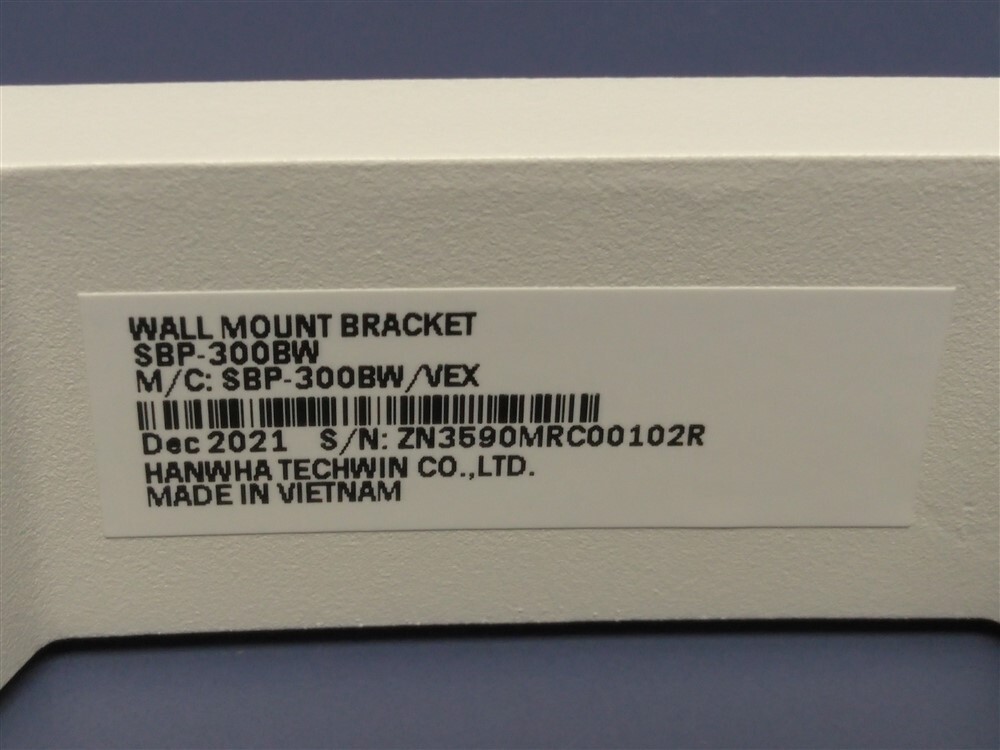 WALL MOUNT BRACKET
SBP-300BW
M/C: SBP-300BW/VEX
Dec 2021 S/N: ZN3590MRC00102R
HANWHA TECHWIN CO.,LTD.
MADE IN VIETNAM